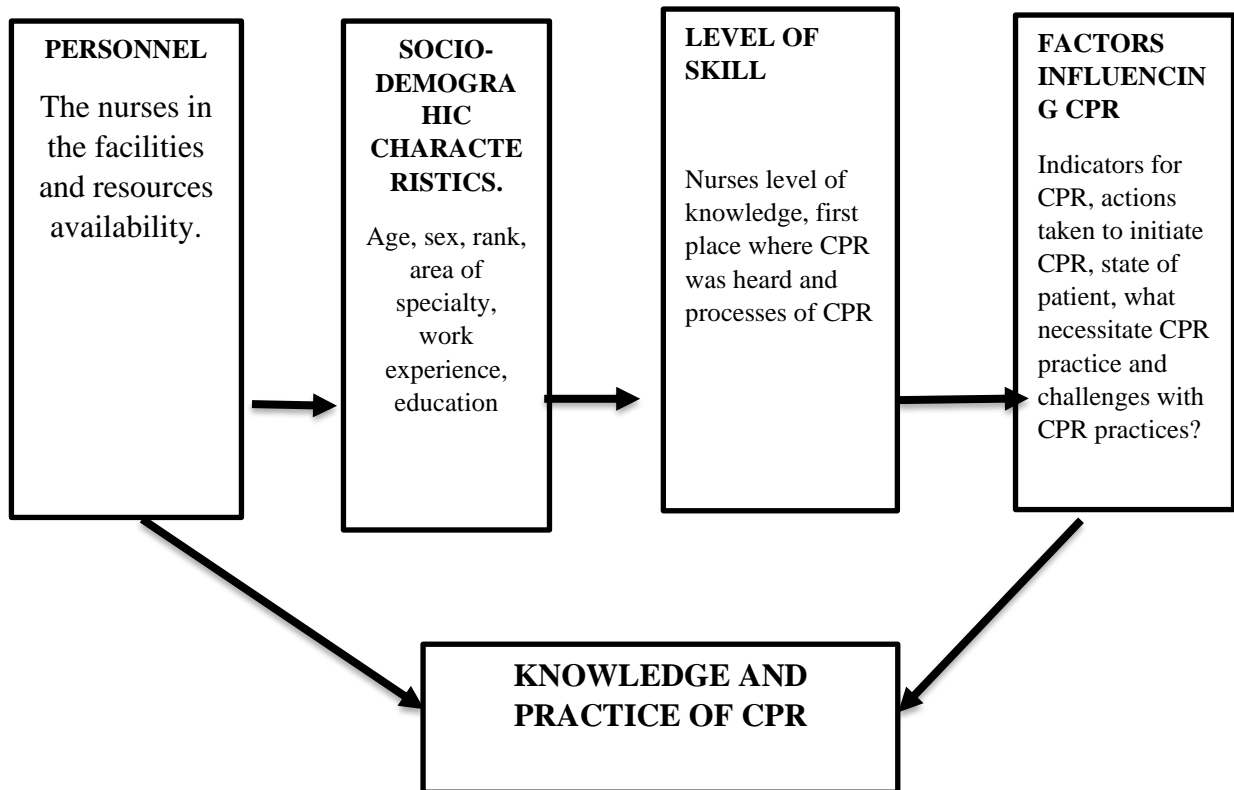 PERSONNEL
The nurses in
the facilities
and resources
availability.
SOCIO-
DEMOGRA
HIC
CHARACTE
RISTICS.
Age, sex, rank,
area of
specialty,
work
experience,
education
LEVEL OF
SKILL
Nurses level of
knowledge, first
place where CPR
was heard and
processes of CPR
FACTORS
INFLUENCIN
G CPR
Indicators for
CPR, actions
taken to initiate
CPR, state of
patient, what
necessitate CPR
practice and
challenges with
CPR practices?
KNOWLEDGE AND
PRACTICE OF CPR